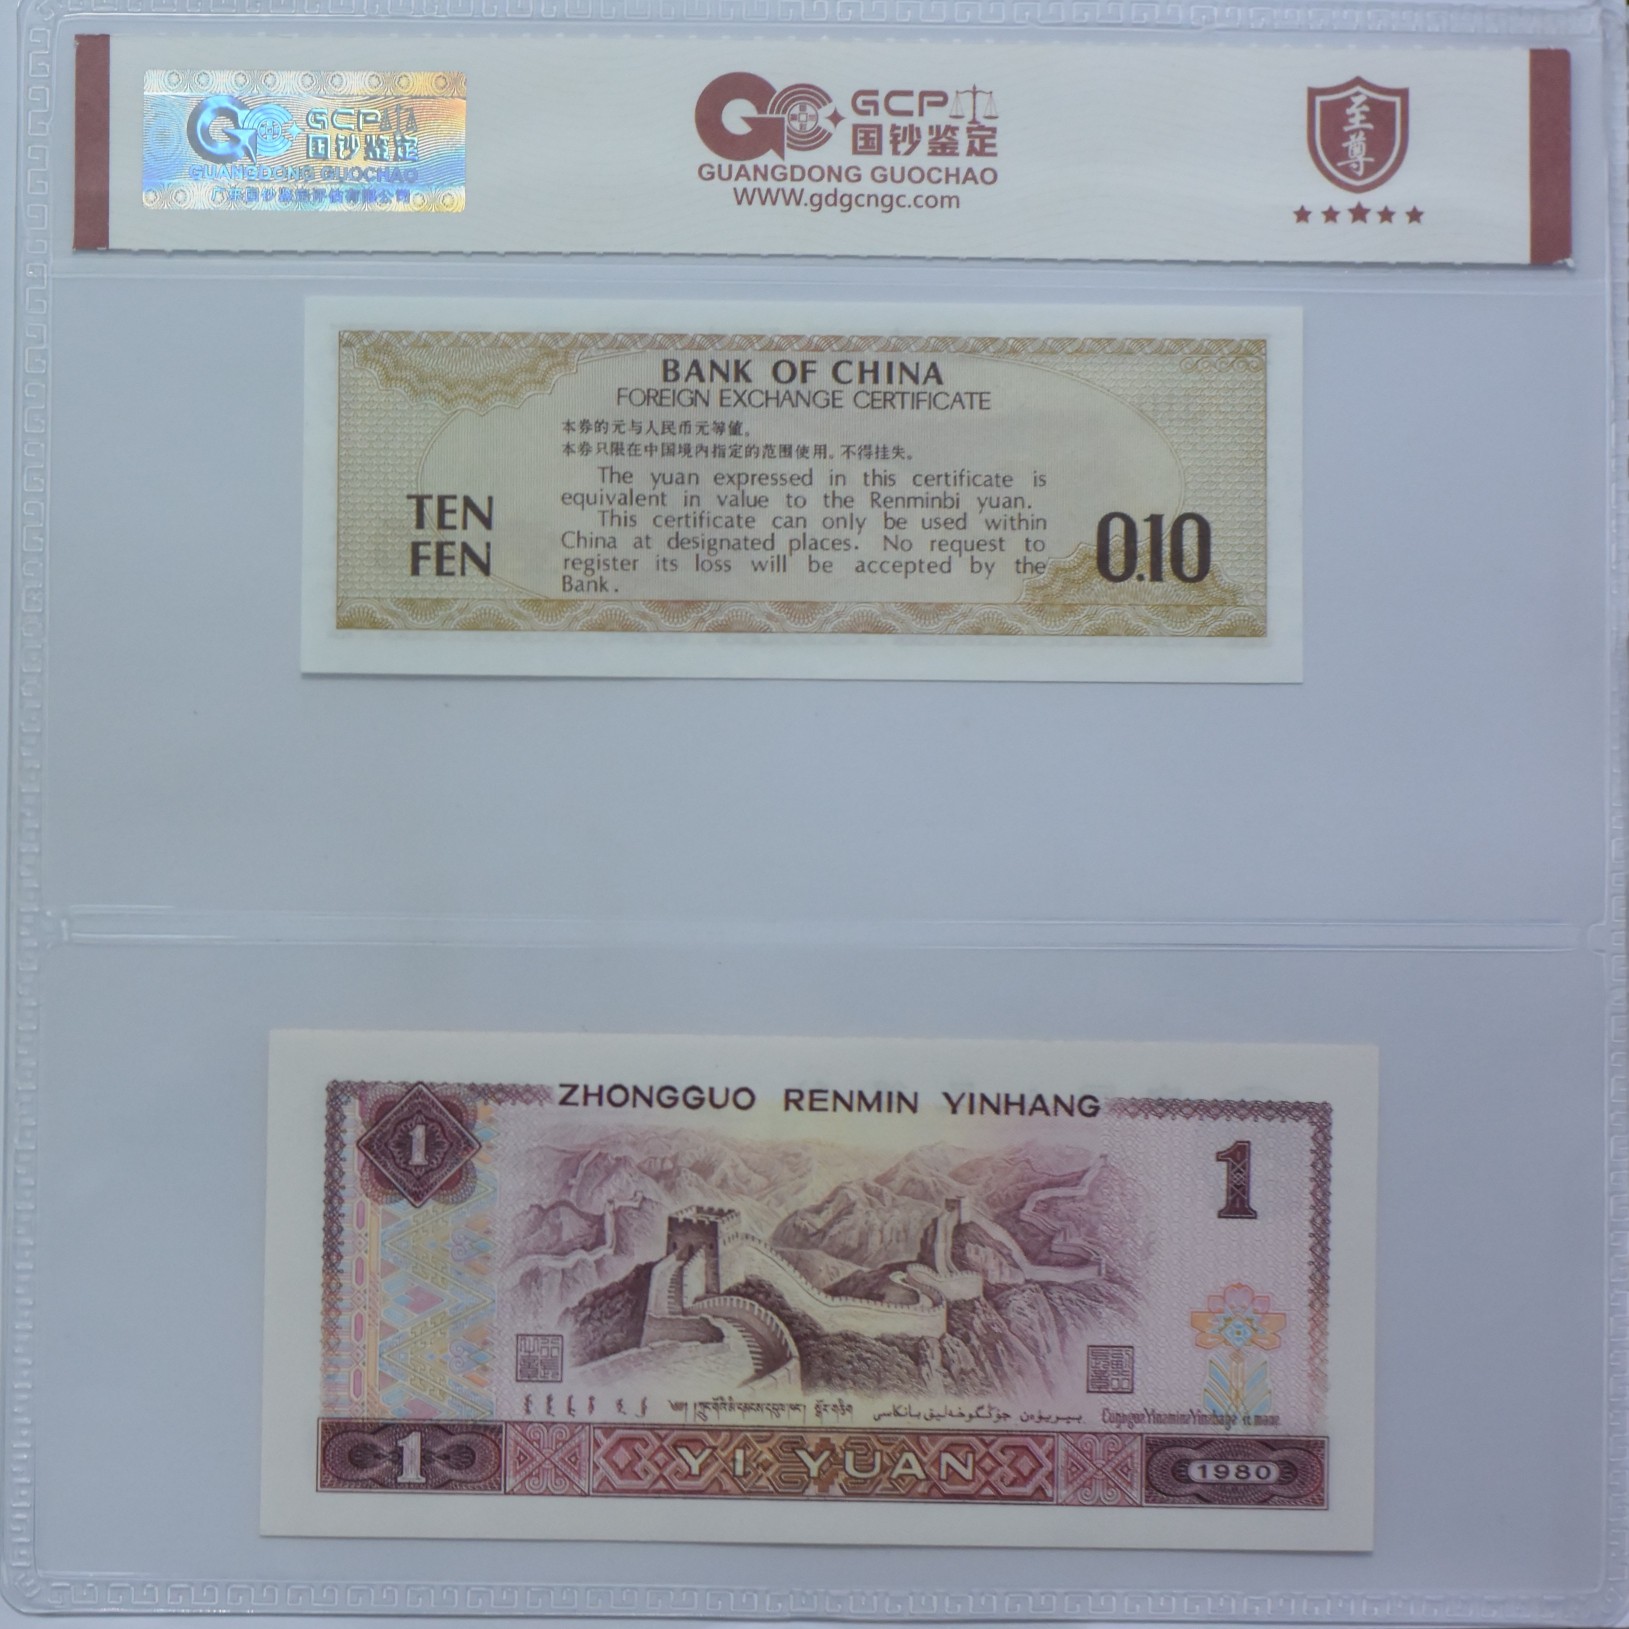 GCP
国钞鉴定
GUANGDONG GUOCHAO
GCP
国钞鉴定
GUANGDONG GUOCHAO
WWW.gdgcngc.com
至尊
BANK OF CHINA
FOREIGN EXCHANGE CERTIFICATE
本券的元与人民币元等值。
本券只限在中国境内指定的范围使用。不得挂失。
The yuan expressed in this certificate is
equivalent in value to the Renminbi yuan.
This certificate can only be used within
China at designated places. No request to
register its loss will be accepted by the
Bank.
TEN
FEN
0.10
ZHONGGUO RENMIN YINHANG
1
1
1
YI YUAN
1980